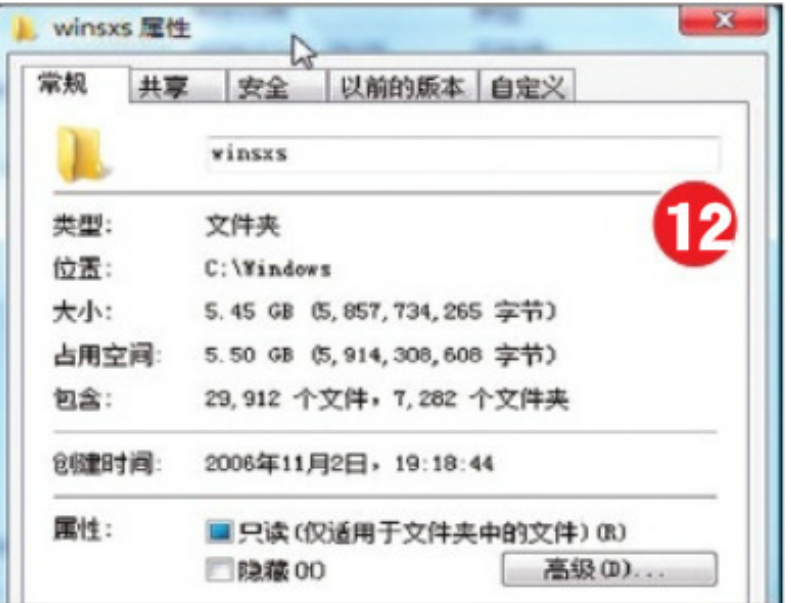 winsxs 属性
常规 共享 安全 以前的版本 自定义
winsxs
12
类型: 文件夹
位置: C:\Windows
大小: 5.45 GB (5,857,734,265 字节)
占用空间: 5.50 GB (5,914,308,608 字节)
包含: 29,912 个文件，7,282 个文件夹
创建时间: 2006年11月2日，19:18:44
属性: 只读(仅适用于文件夹中的文件)(R)
隐藏(H) 高级(D)...